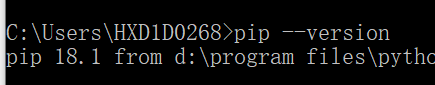 C:\Users\HXD1D0268>pip --version
pip 18.1 from d:\program files\pytho